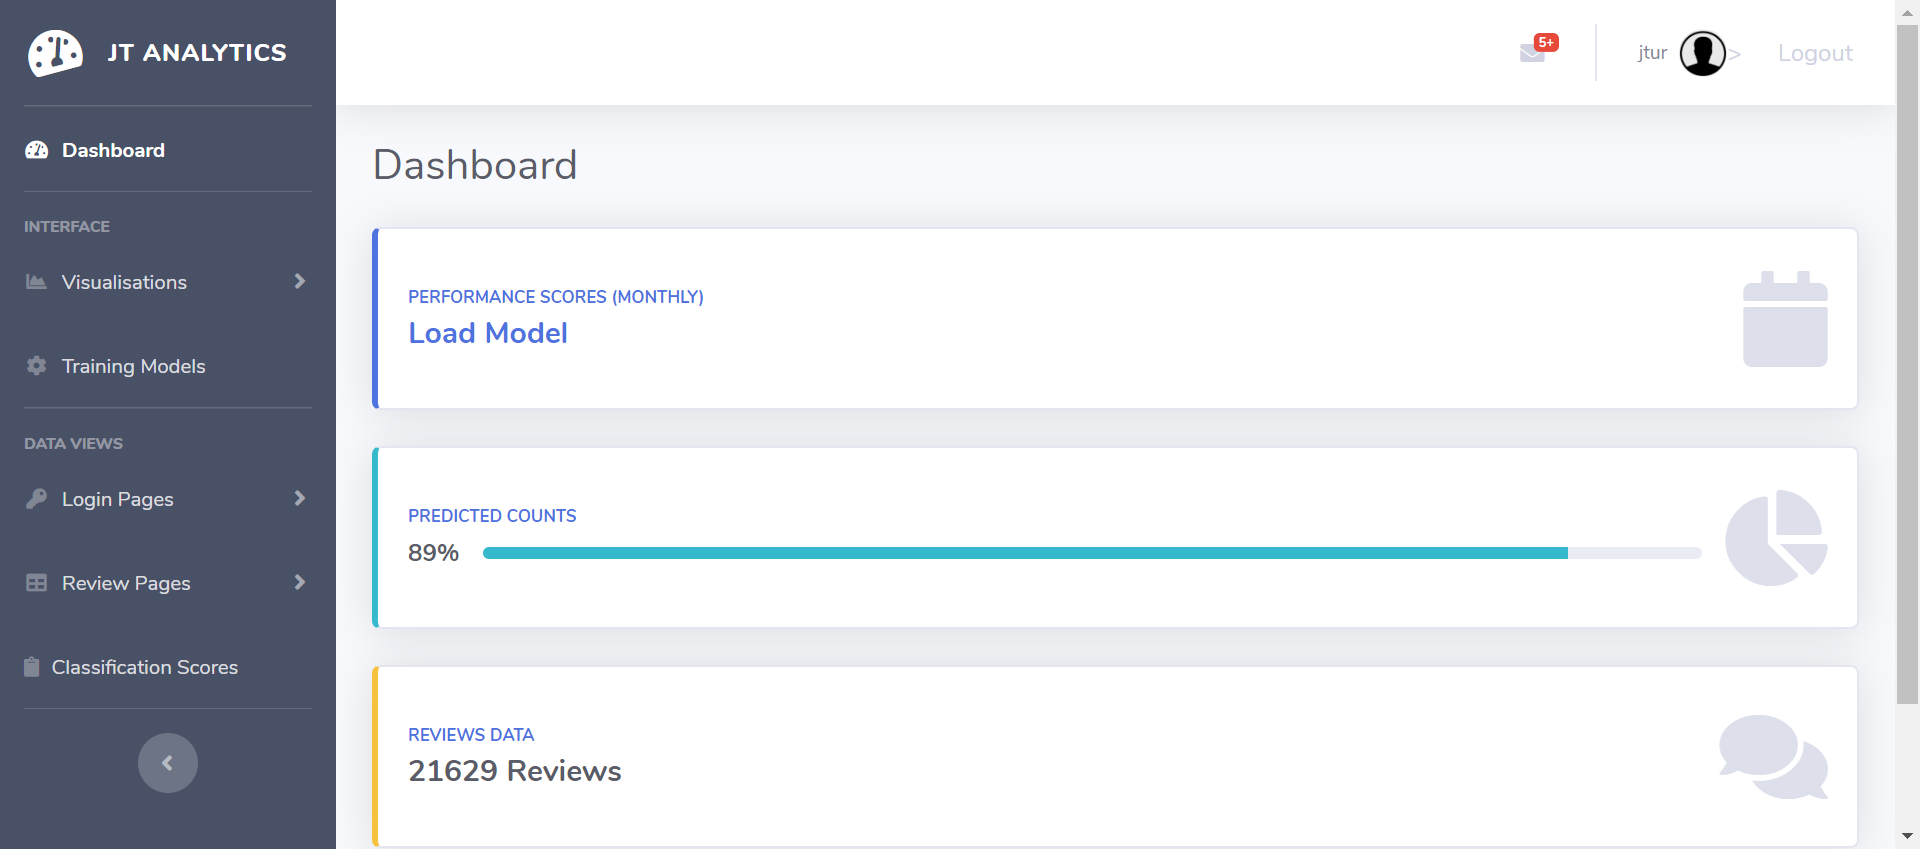 JT ANALYTICS
5+
jtur
>
Logout
Dashboard
INTERFACE
Visualisations
Training Models
DATA VIEWS
Login Pages
Review Pages
Classification Scores
Dashboard
PERFORMANCE SCORES (MONTHLY)
Load Model
PREDICTED COUNTS
89%
REVIEWS DATA
21629 Reviews